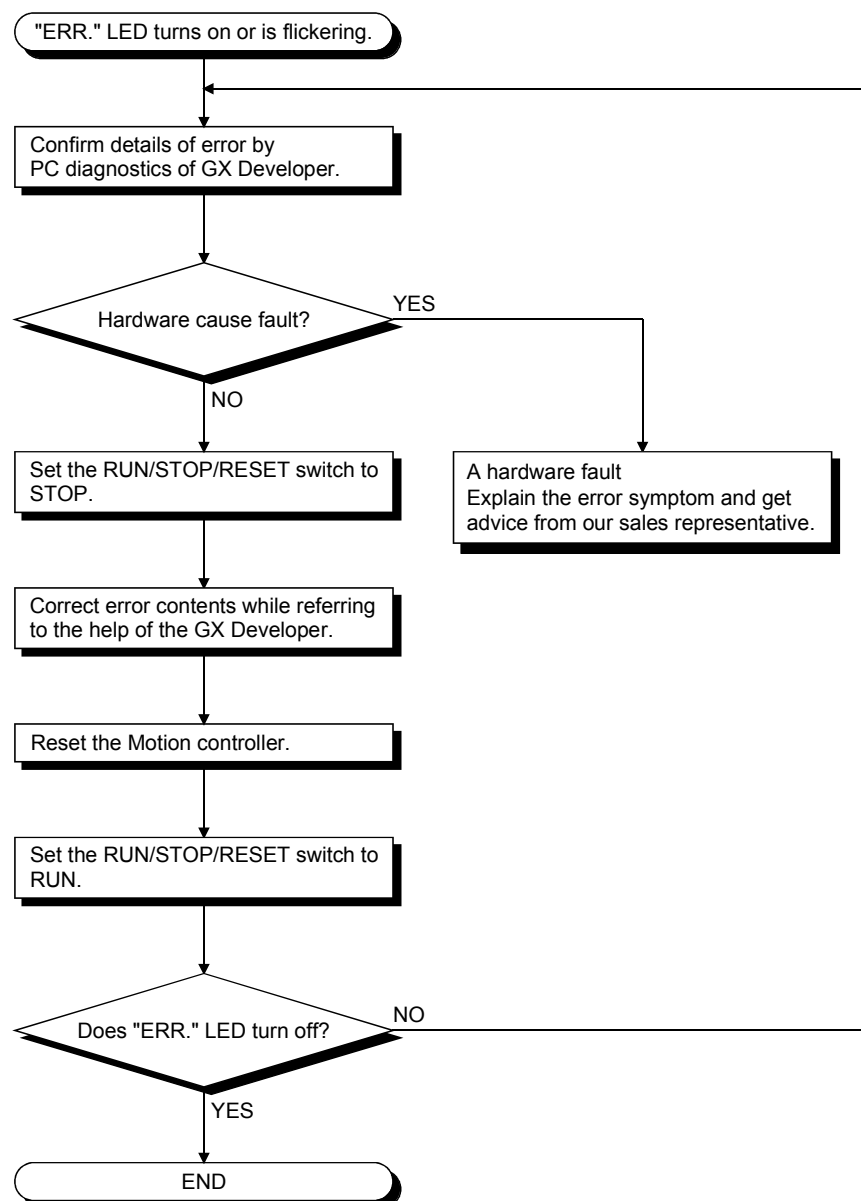 "ERR." LED turns on or is flickering.
Confirm details of error by
PC diagnostics of GX Developer.
Hardware cause fault?
YES
NO
Set the RUN/STOP/RESET switch to
STOP.
A hardware fault
Explain the error symptom and get
advice from our sales representative.
Correct error contents while referring
to the help of the GX Developer.
Reset the Motion controller.
Set the RUN/STOP/RESET switch to
RUN.
Does "ERR." LED turn off?
NO
YES
END